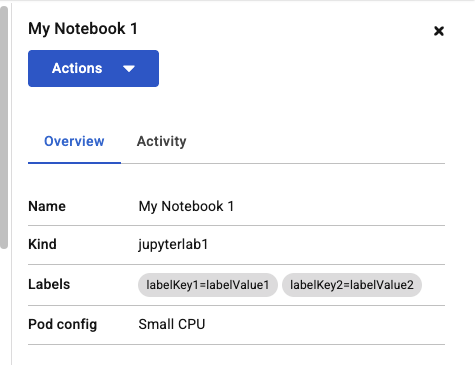 My Notebook 1
Actions
Overview Activity
Name My Notebook 1
Kind jupyterlab1
Labels labelKey1=labelValue1 labelKey2=labelValue2
Pod config Small CPU